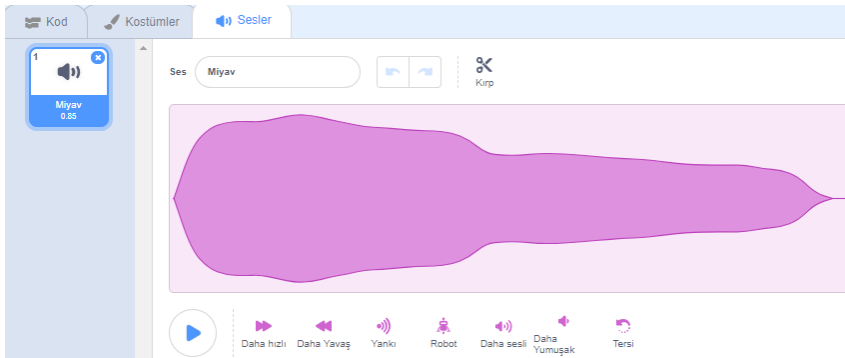 Kod
Kostümler
Sesler
1
Miyav
0.85
Ses
Miyav
Kırp
Daha hızlı
Daha Yavaş
Yankı
Robot
Daha sesli
Daha
Yumuşak
Tersi